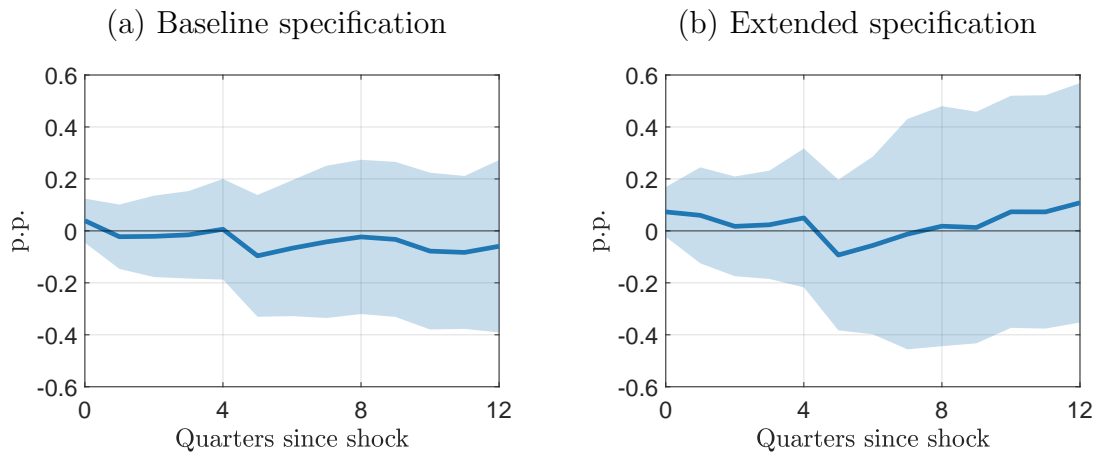 (a) Baseline specification
0.6
0.4
0.2
0
-0.2
-0.4
-0.6
p.p.
0 4 8 12
Quarters since shock
(b) Extended specification
0.6
0.4
0.2
0
-0.2
-0.4
-0.6
p.p.
0 4 8 12
Quarters since shock